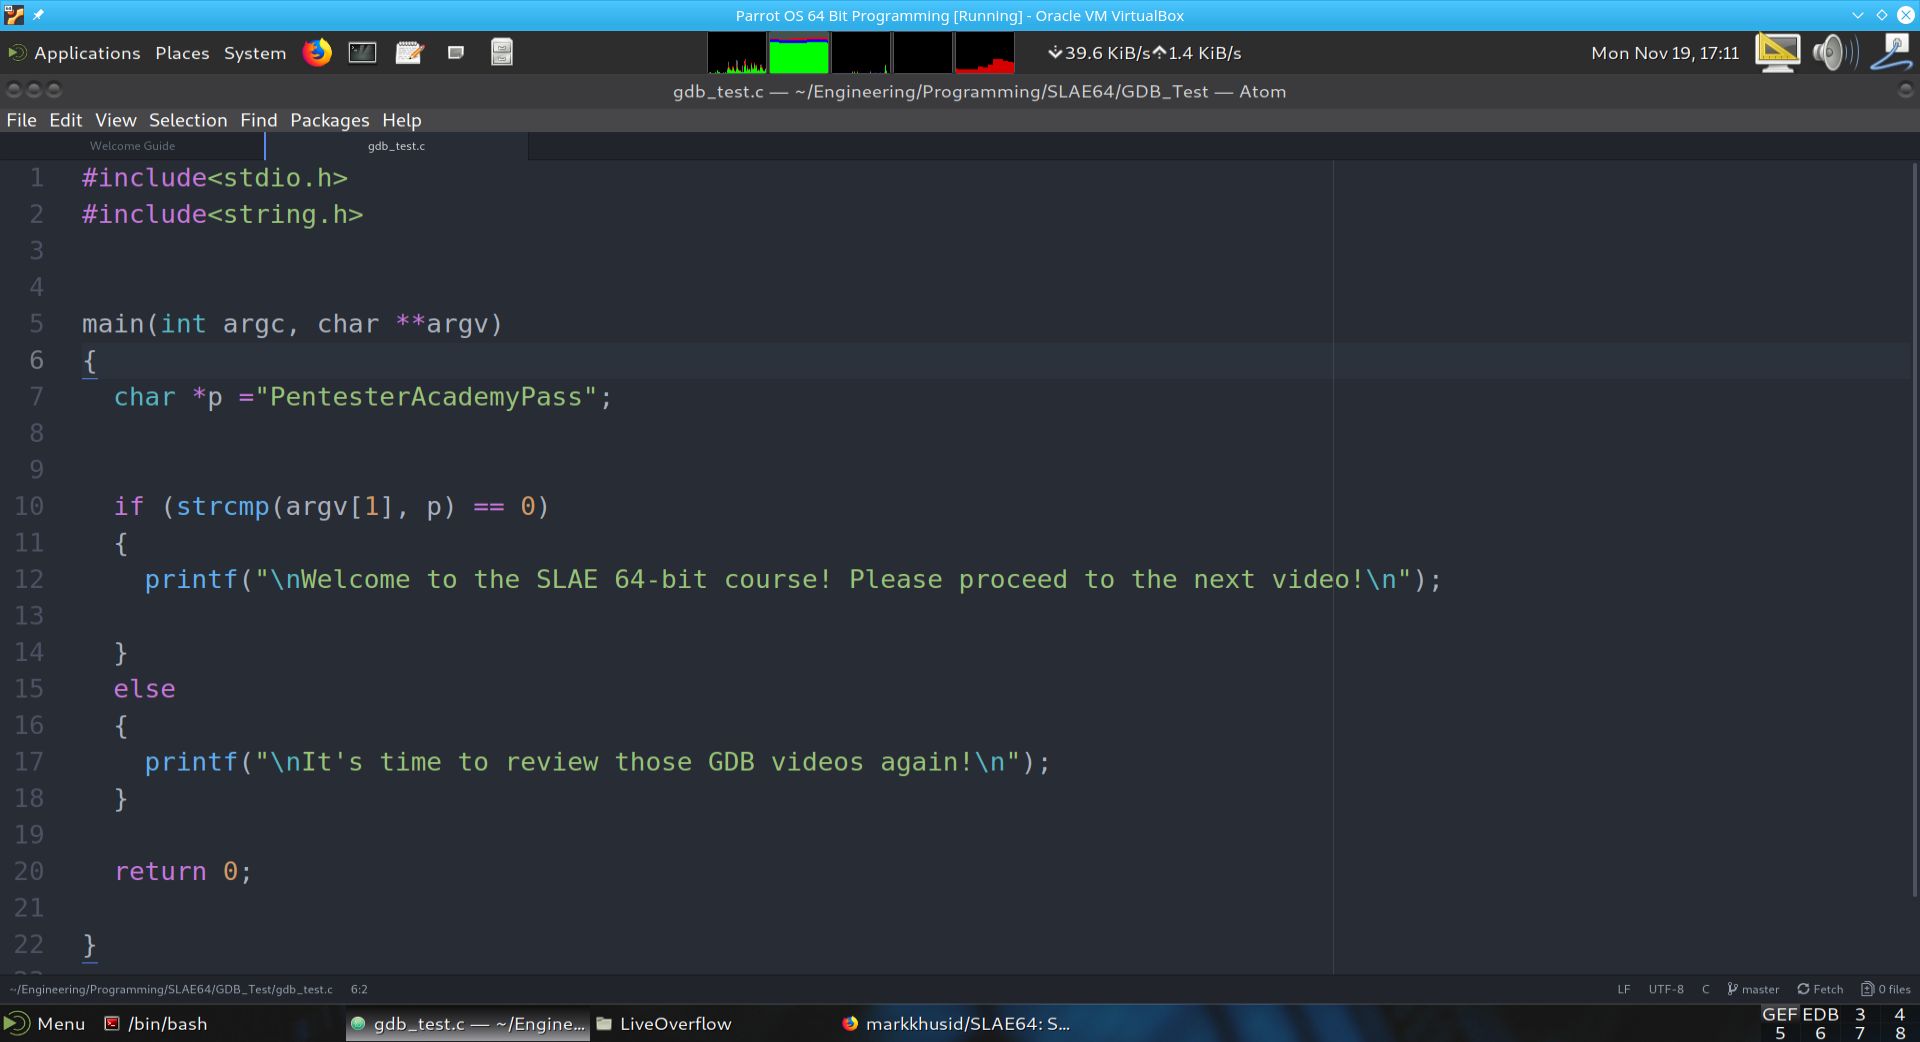 Parrot OS 64 Bit Programming [Running] - Oracle VM VirtualBox
Applications Places System 39.6 KiB/s 1.4 KiB/s Mon Nov 19, 17:11
gdb_test.c — ~/Engineering/Programming/SLAE64/GDB_Test — Atom
File Edit View Selection Find Packages Help
Welcome Guide gdb_test.c
1 #include<stdio.h>
2 #include<string.h>
3
4
5 main(int argc, char **argv)
6 {
7 char *p ="PentesterAcademyPass";
8
9
10 if (strcmp(argv[1], p) == 0)
11 {
12 printf("\nWelcome to the SLAE 64-bit course! Please proceed to the next video!\n");
13
14 }
15 else
16 {
17 printf("\nIt's time to review those GDB videos again!\n");
18 }
19
20 return 0;
21
22 }
~/Engineering/Programming/SLAE64/GDB_Test/gdb_test.c 6:2 LF UTF-8 C master Fetch 0 files
Menu /bin/bash gdb_test.c — ~/Engine... LiveOverflow markkhusid/SLAE64: S... GEF EDB 3 4
5 6 7 8